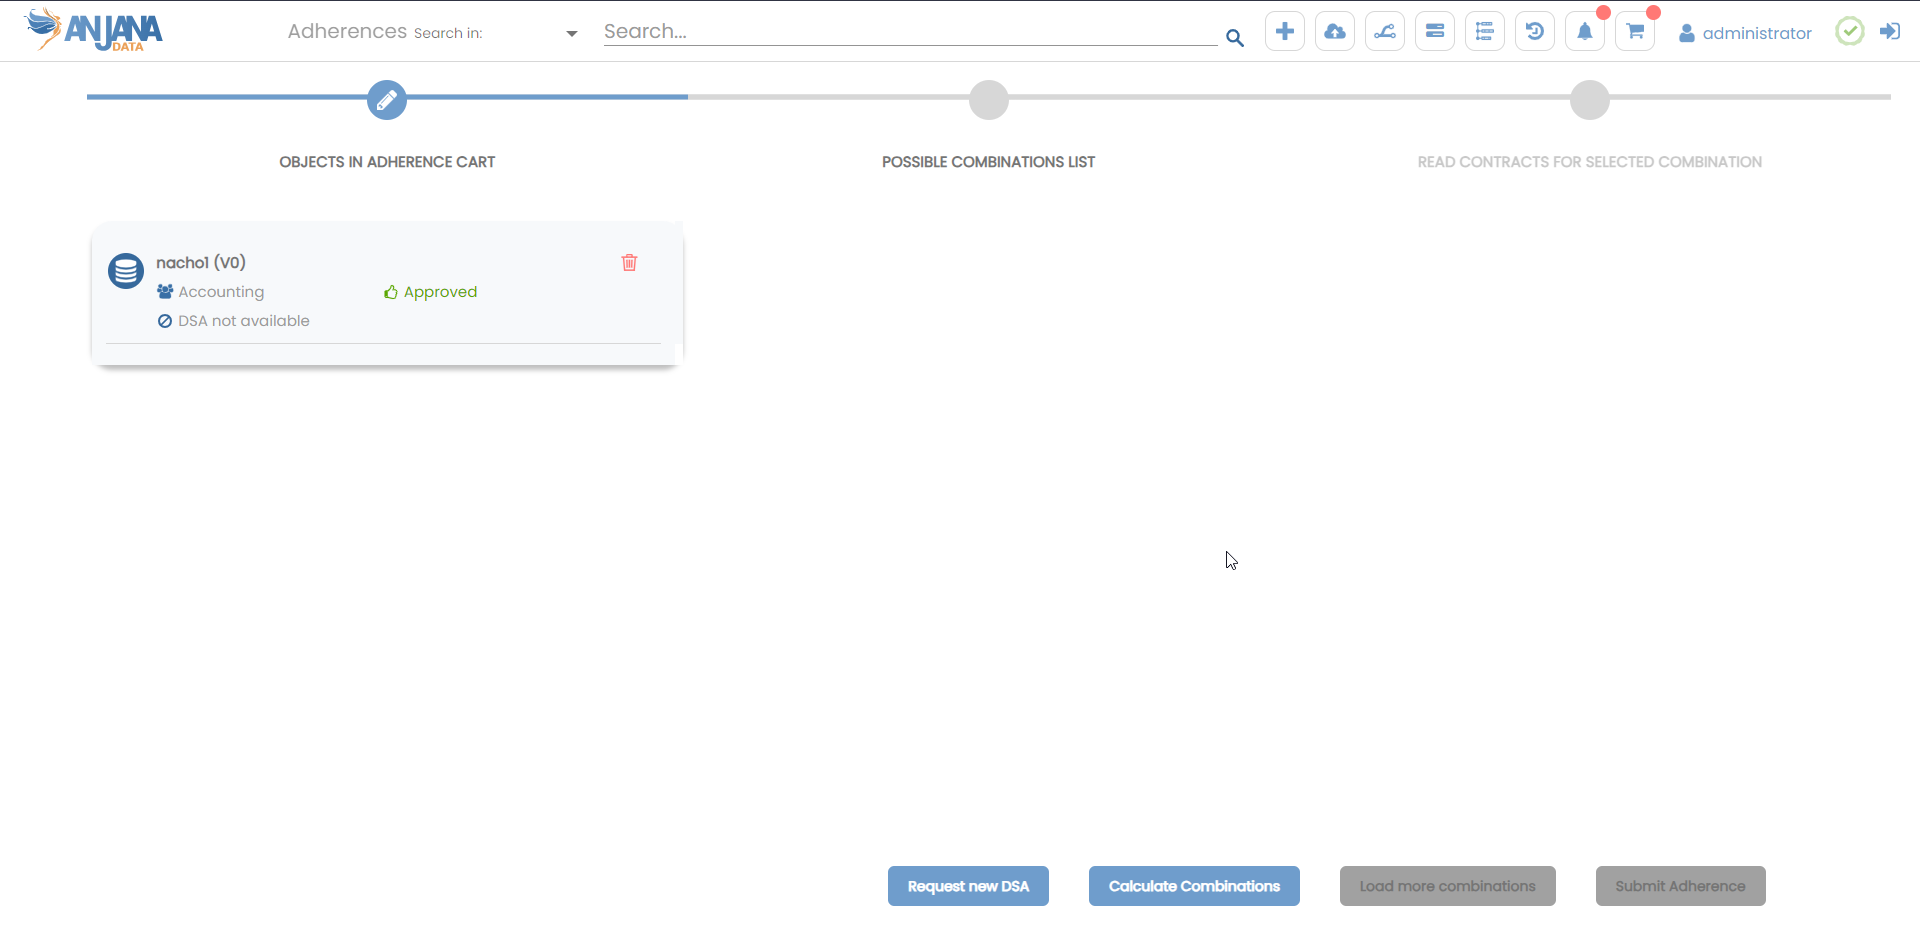 ANJANA
DATA
Adherences Search in:
Search...
administrator
OBJECTS IN ADHERENCE CART
POSSIBLE COMBINATIONS LIST
READ CONTRACTS FOR SELECTED COMBINATION
nacho1 (V0)
Accounting
Approved
DSA not available
Request new DSA
Calculate Combinations
Load more combinations
Submit Adherence